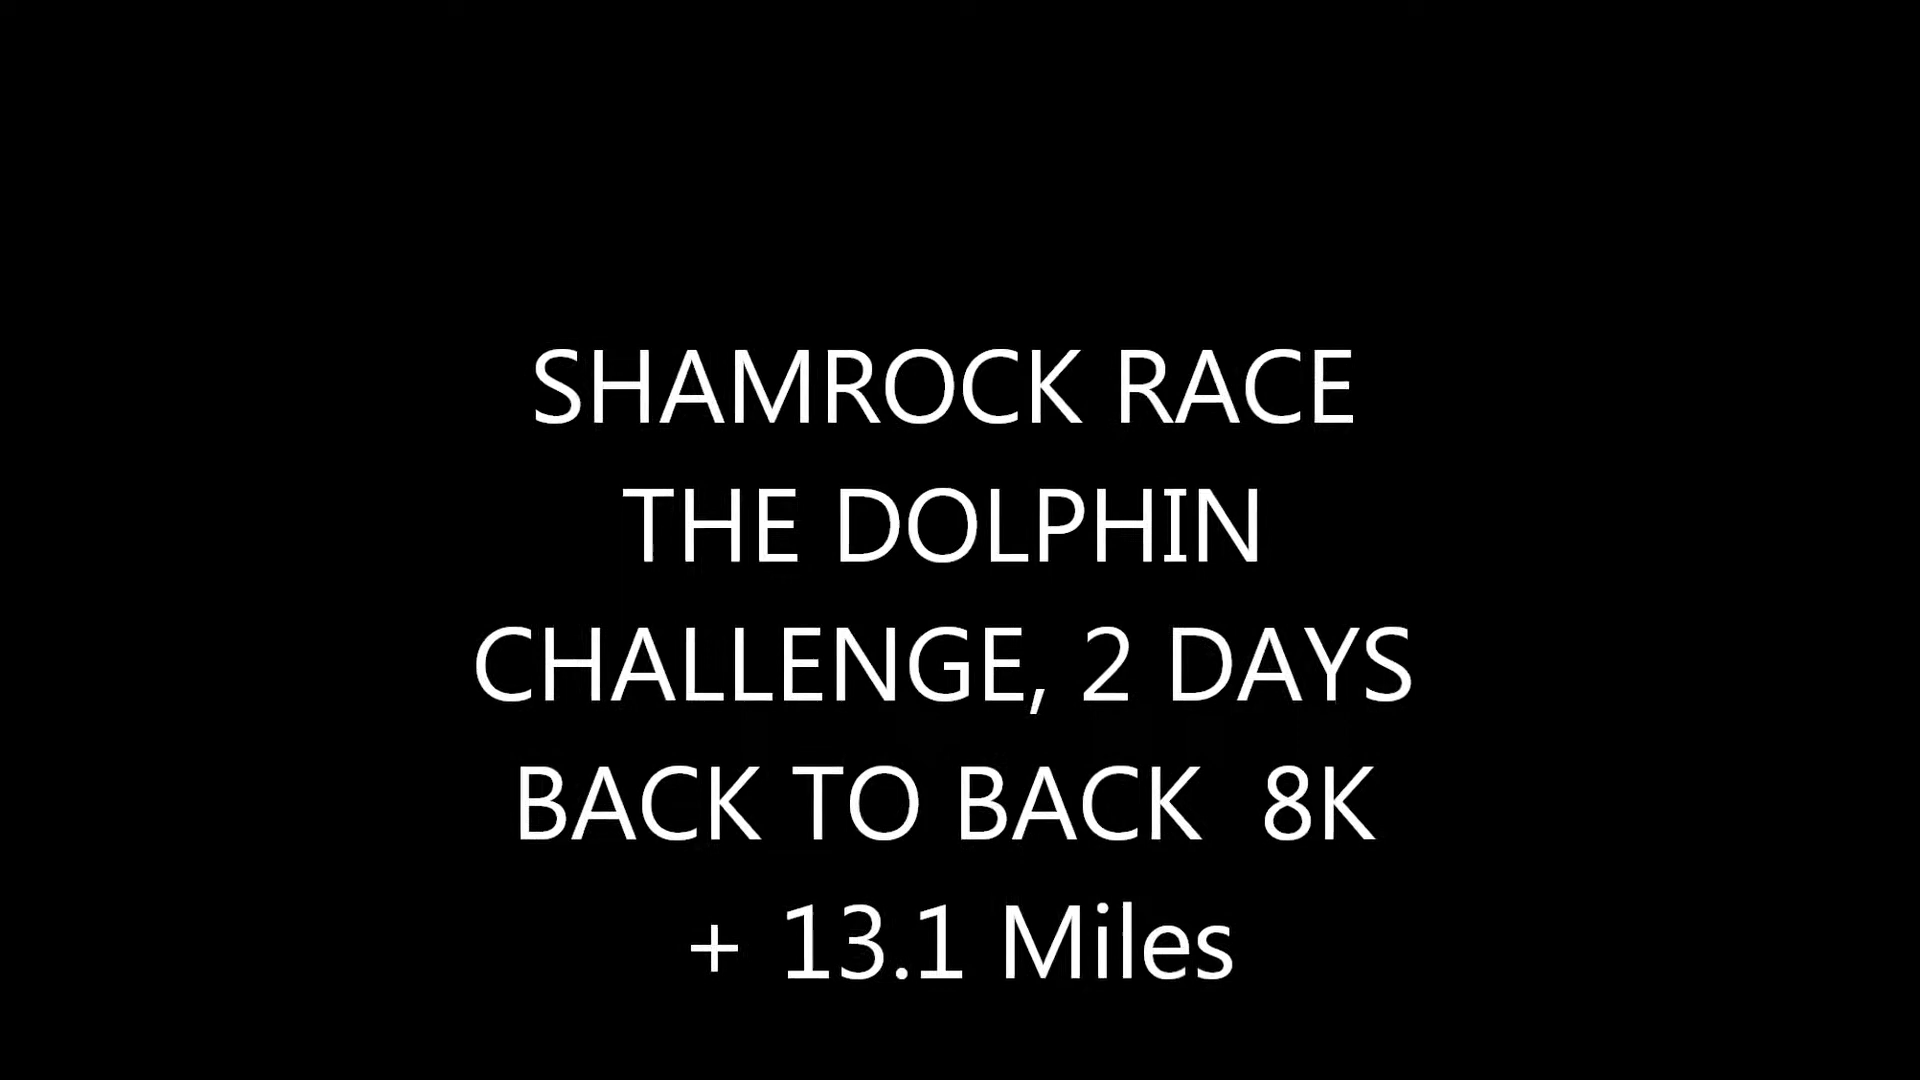 SHAMROCK RACE
THE DOLPHIN
CHALLENGE, 2 DAYS
BACK TO BACK  8K
+ 13.1 Miles